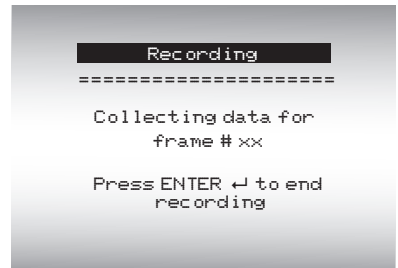 Recording
=====================
Collecting data for
frame # xx
Press ENTER ↵ to end
recording